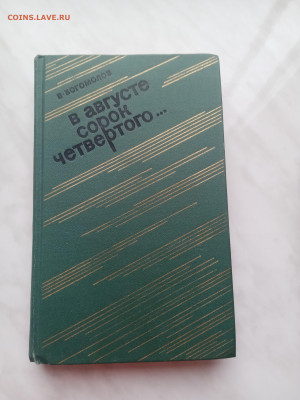 COINS.LAVE.RU
В·БОГОМОЛОВ
в августе
сорок
четвертого...